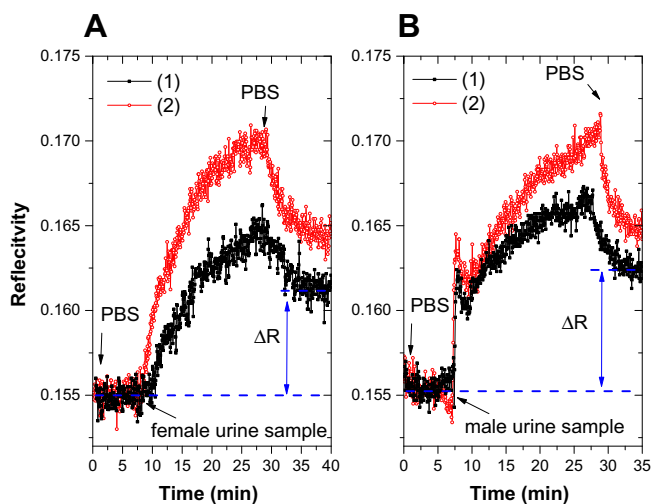 A
0.175
0.170
0.165
0.160
0.155
Reflecitvity
(1)
(2)
PBS
PBS
ΔR
female urine sample
0 5 10 15 20 25 30 35 40
Time (min)
B
0.175
0.170
0.165
0.160
0.155
(1)
(2)
PBS
PBS
ΔR
male urine sample
0 5 10 15 20 25 30 35
Time (min)